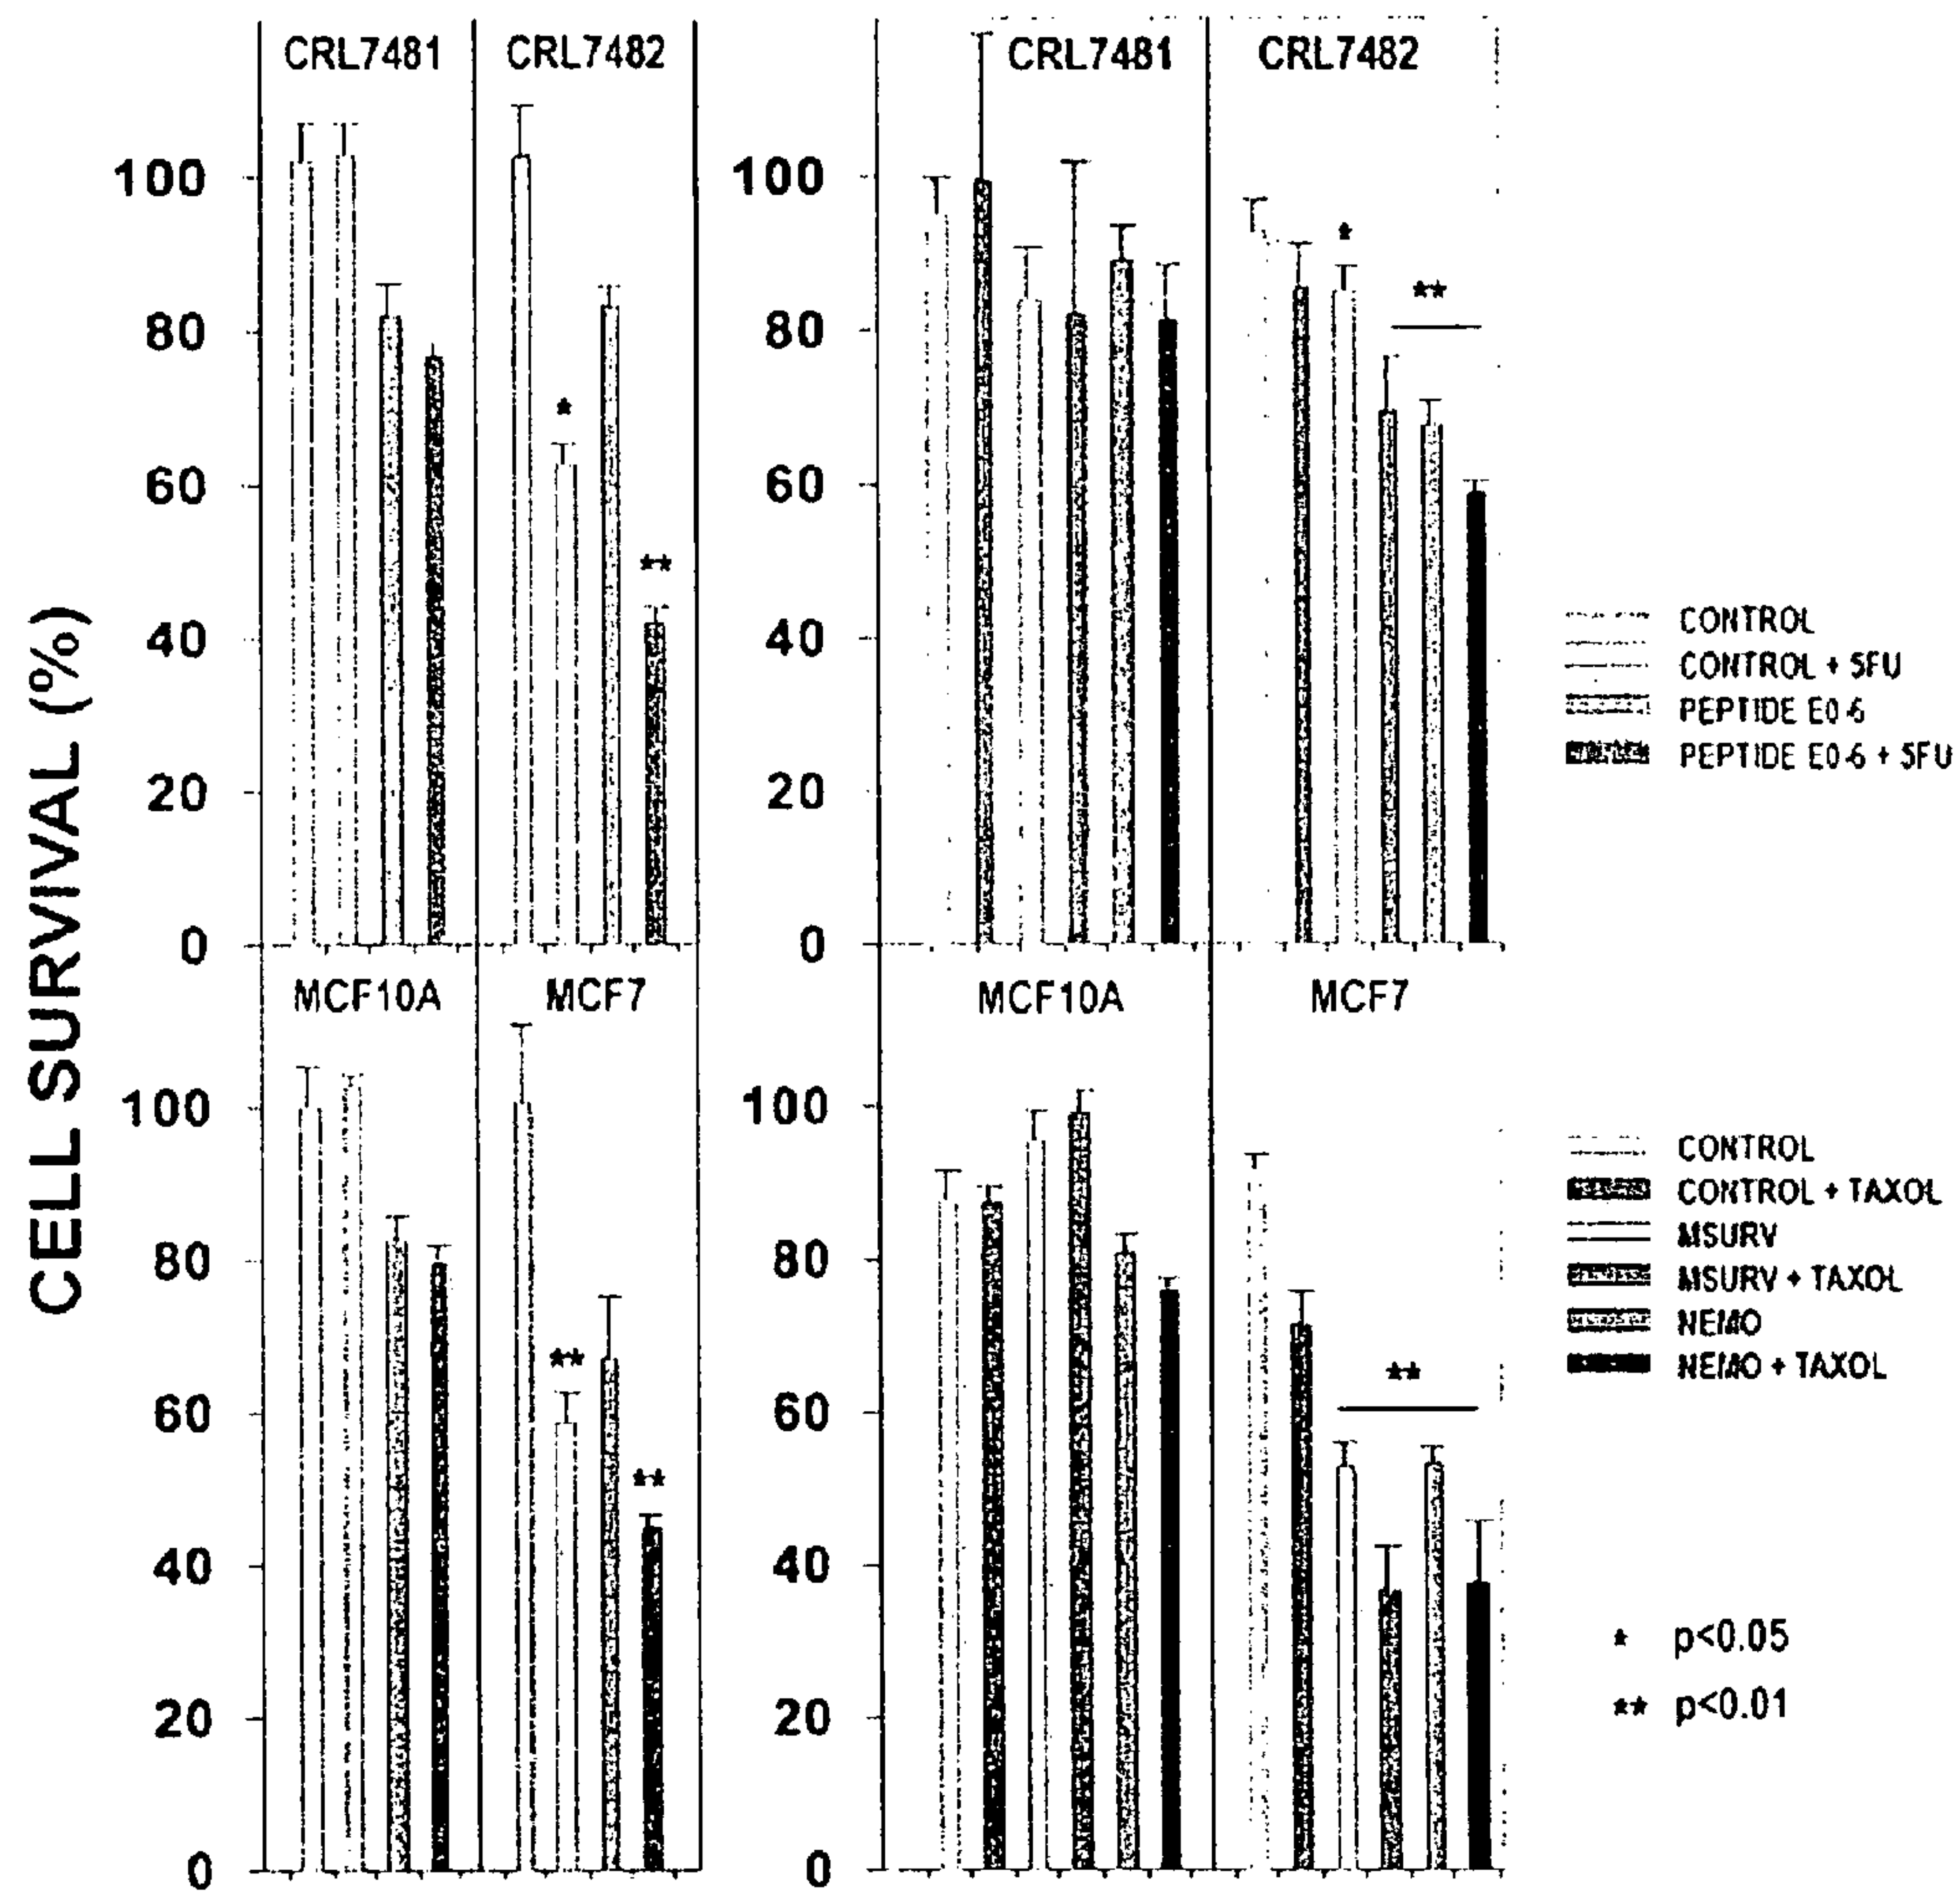 CELL SURVIVAL (%)
CRL7481 CRL7482
100
80
60
40
20
0
MCF10A MCF7
100
80
60
40
20
0
CRL7481 CRL7482
100
80
60
40
20
0
*
**
*
**
MCF10A MCF7
100
80
60
40
20
0
**
**
**
CONTROL
CONTROL + 5FU
PEPTIDE E0-6
PEPTIDE E0-6 + 5FU
CONTROL
CONTROL + TAXOL
MSURV
MSURV + TAXOL
NEMO
NEMO + TAXOL
* p<0.05
** p<0.01